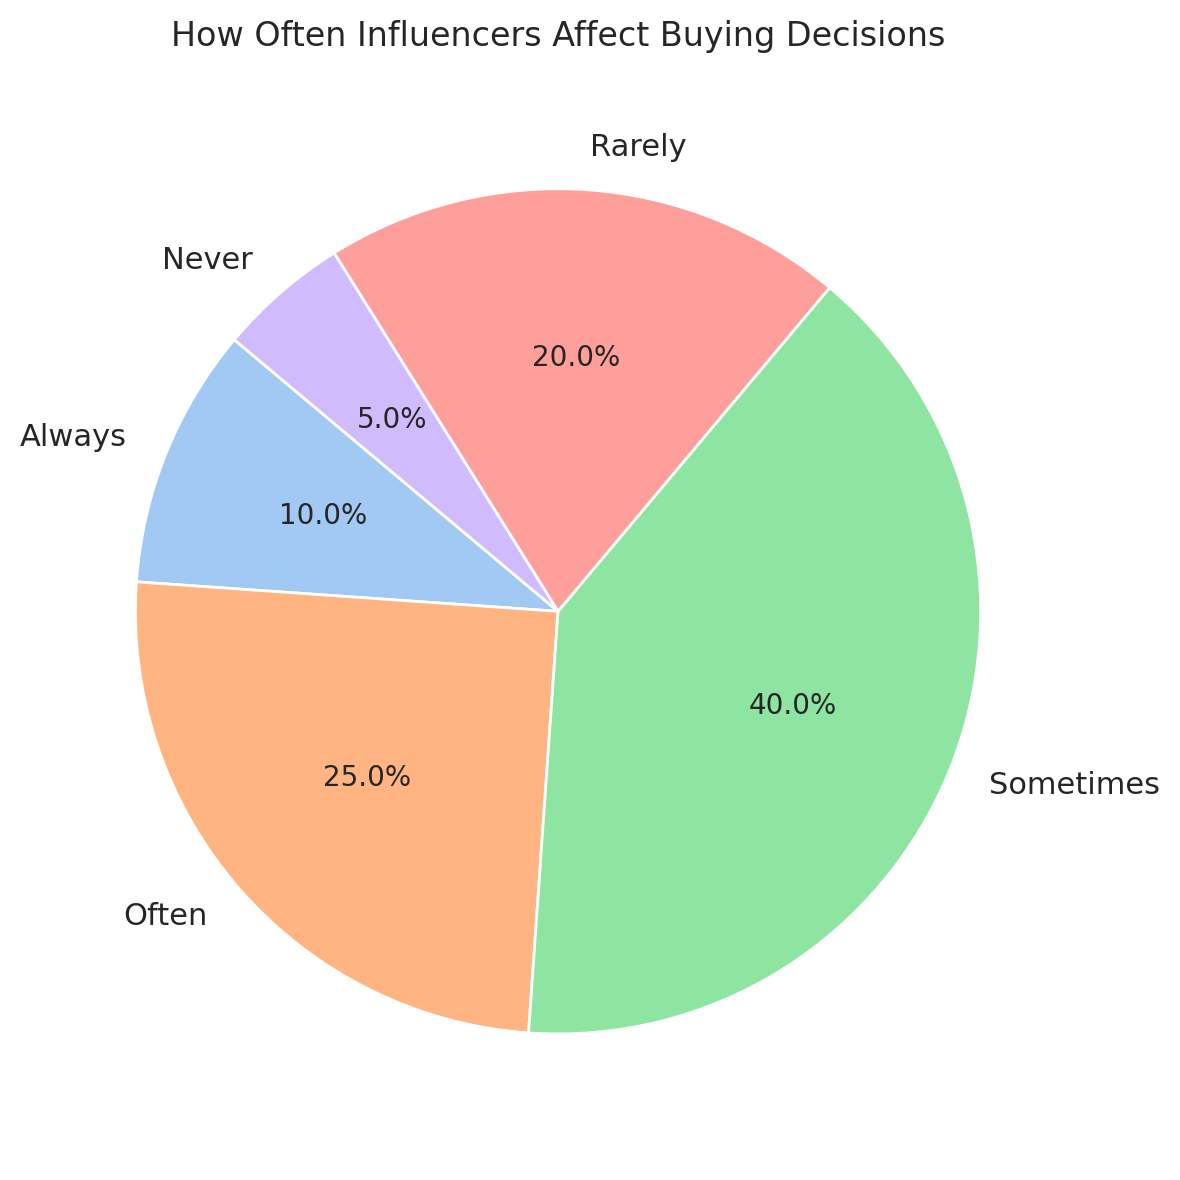 How Often Influencers Affect Buying Decisions
Rarely
Never
20.0%
5.0%
Always
10.0%
40.0%
25.0%
Sometimes
Often